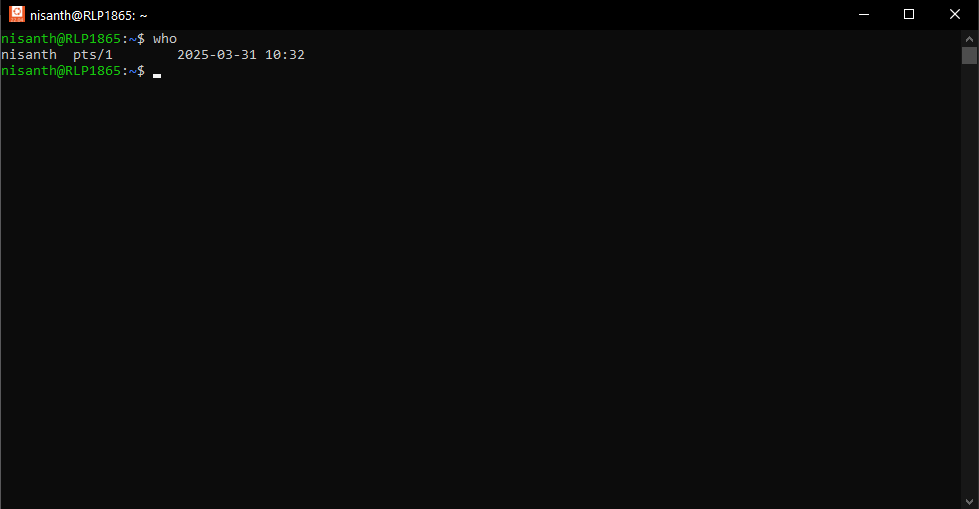 nisanth@RLP1865: ~
nisanth@RLP1865:~$ who
nisanth  pts/1        2025-03-31 10:32
nisanth@RLP1865:~$